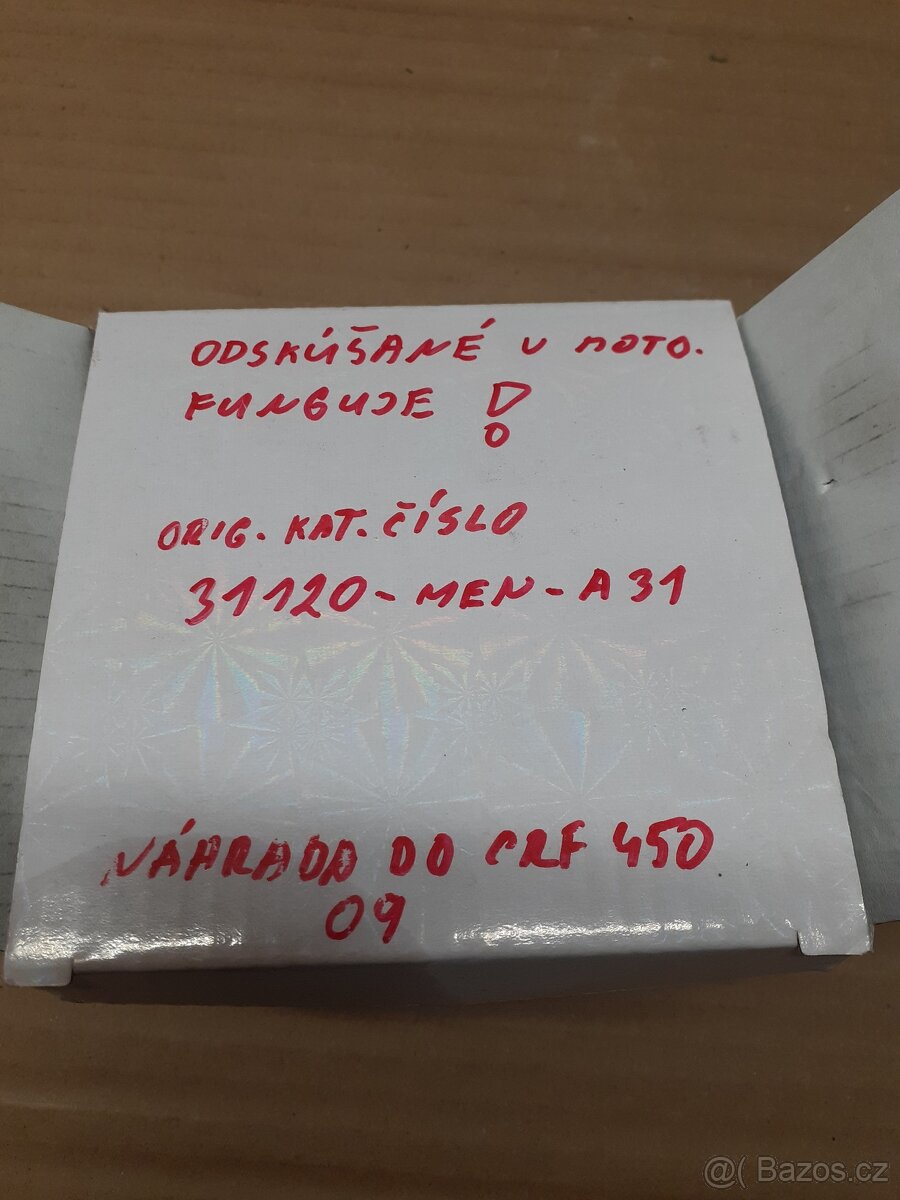 ODSKÚŠANÉ V MOTO.
FUNGUJE !
ORIG. KAT. ČÍSLO
31120-MEN-A31
NÁHRADA DO CRF 450
09
@( Bazos.cz